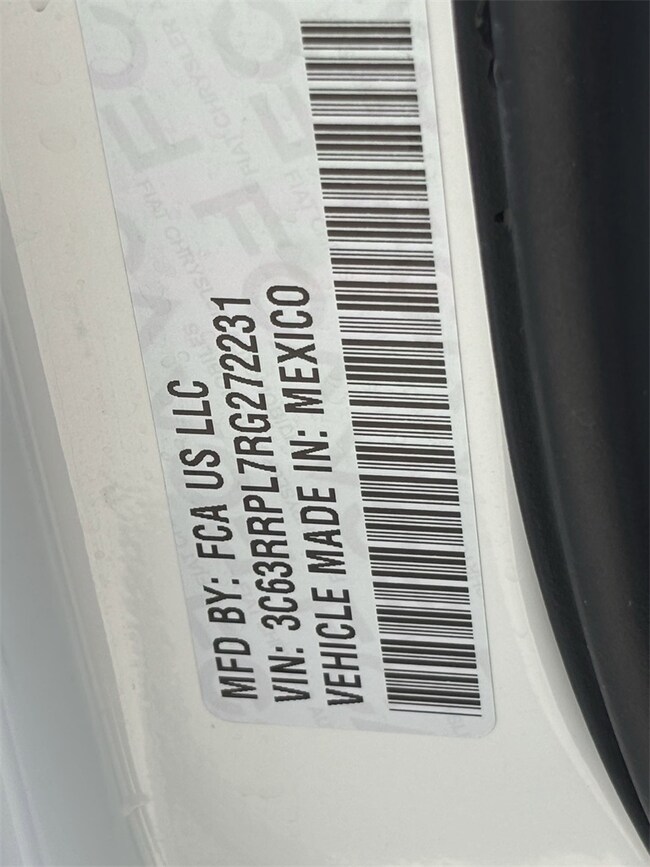 MFD BY: FCA US LLC
VIN: 3C63RRPL7RG272231
VEHICLE MADE IN: MEXICO